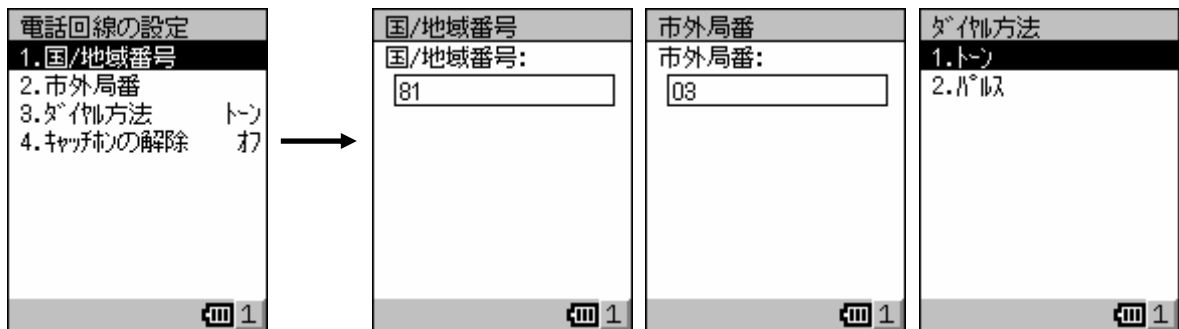 電話回線の設定
1.国/地域番号
2.市外局番
3.ﾀﾞｲﾔﾙ方法 ﾄｰﾝ
4.ｷｬｯﾁﾎﾝの解除 ｵﾌ
1
国/地域番号
国/地域番号:
81
1
市外局番
市外局番:
03
1
ﾀﾞｲﾔﾙ方法
1.ﾄｰﾝ
2.ﾊﾟﾙｽ
1